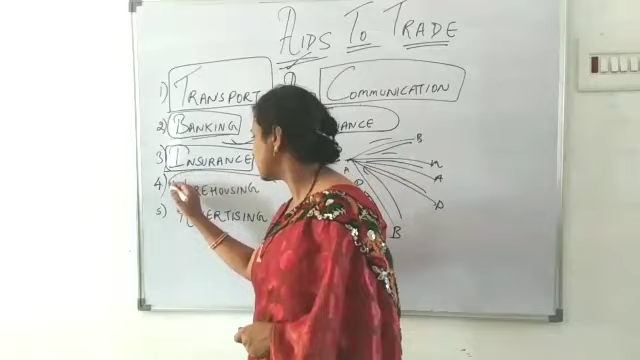 AIDS TO TRADE
1) TRANSPORT COMMUNICATION
2) BANKING
3) INSURANCE
4)
5)
B
M
A A
D D
B